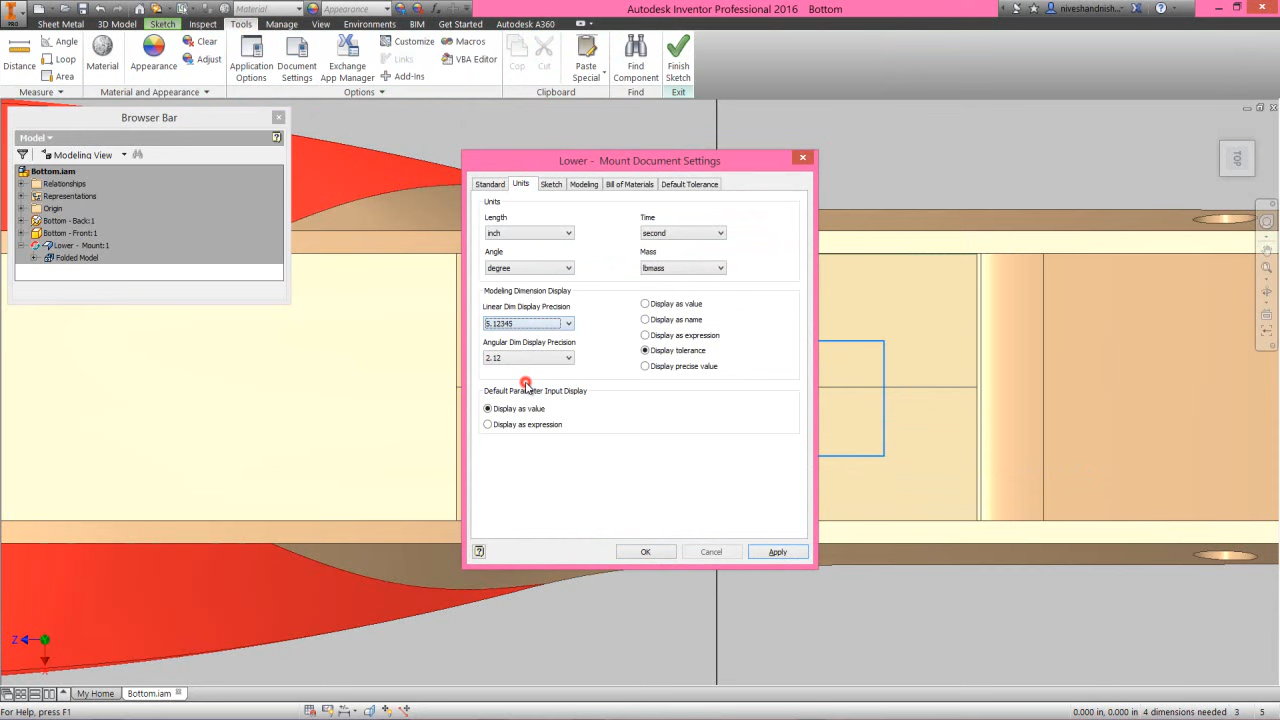 Autodesk Inventor Professional 2016 Bottom
niveshandrish...
Material
Appearance
Sheet Metal 3D Model Sketch Inspect Tools Manage View Environments BIM Get Started Autodesk A360
PRO
Distance
Angle
Loop
Area
Material
Appearance
Clear
Adjust
Application Options
Document Settings
Exchange App Manager
Customize
Links
Add-Ins
Macros
VBA Editor
Cop
Cut
Paste Special
Find Component
Finish Sketch
Measure Material and Appearance Options Clipboard Find Exit
Browser Bar
Model
Modeling View
Bottom.iam
Relationships
Representations
Origin
Bottom - Back:1
Bottom - Front:1
Lower - Mount:1
Folded Model
Lower - Mount Document Settings
Standard Units Sketch Modeling Bill of Materials Default Tolerance
Units
Length Time
inch second
Angle Mass
degree lbmass
Modeling Dimension Display
Linear Dim Display Precision
5.12345
Angular Dim Display Precision
2.12
Display as value
Display as name
Display as expression
Display tolerance
Display precise value
Default Parameter Input Display
Display as value
Display as expression
OK Cancel Apply
TOP
Z
My Home Bottom.iam
For Help, press F1
0.000 in, 0.000 in 4 dimensions needed 3 5